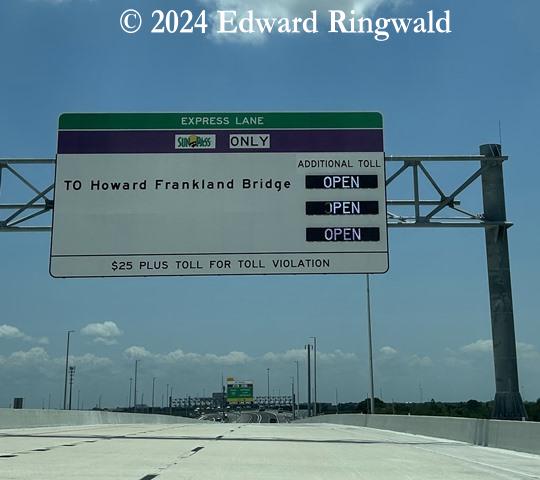 © 2024 Edward Ringwald
EXPRESS LANE
SUNPASS ONLY
ADDITIONAL TOLL
TO Howard Frankland Bridge OPEN
OPEN
OPEN
$25 PLUS TOLL FOR TOLL VIOLATION